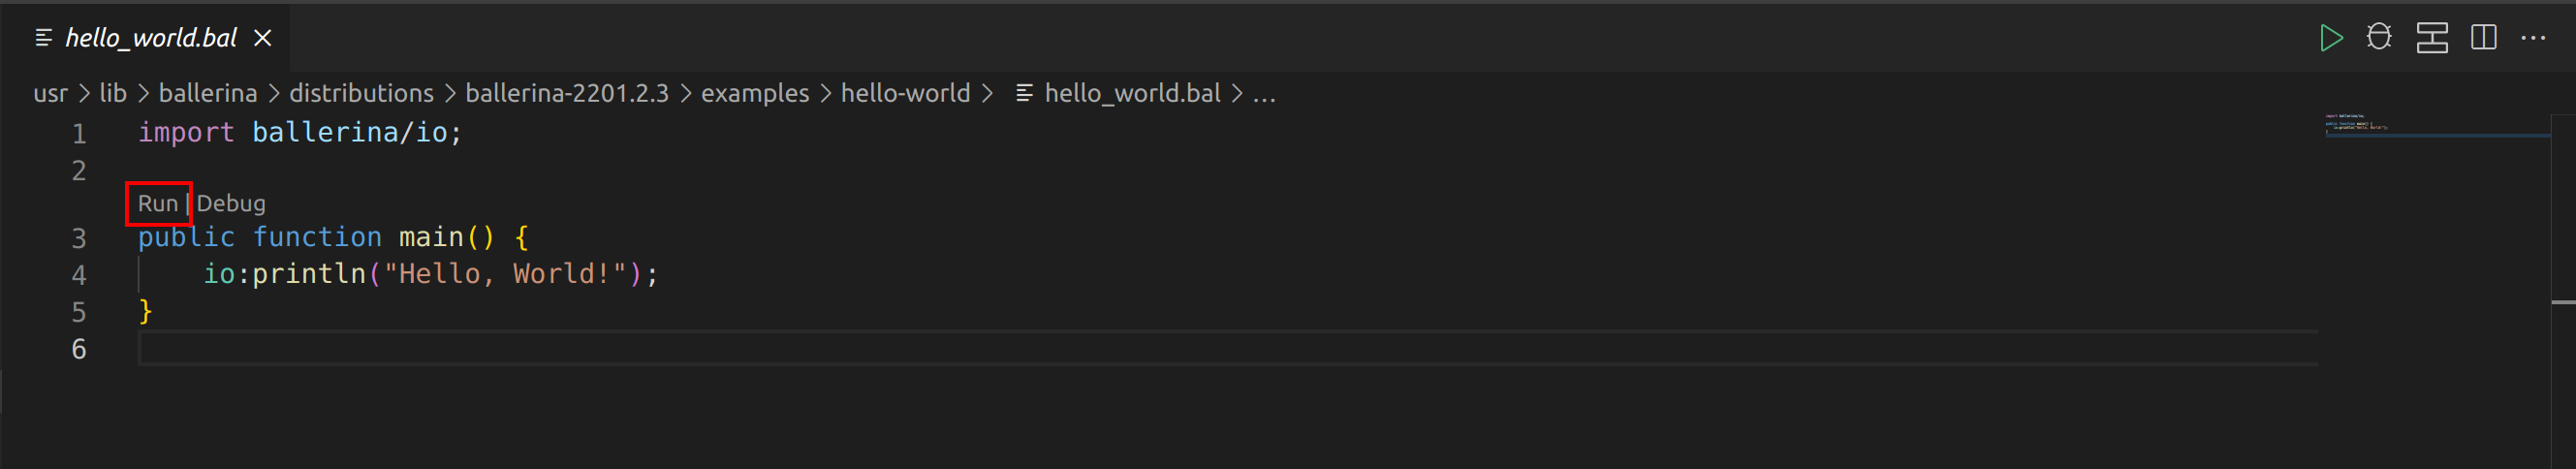 hello_world.bal
usr > lib > ballerina > distributions > ballerina-2201.2.3 > examples > hello-world > hello_world.bal > ...
1 import ballerina/io;
2
Run | Debug
3 public function main() {
4     io:println("Hello, World!");
5 }
6